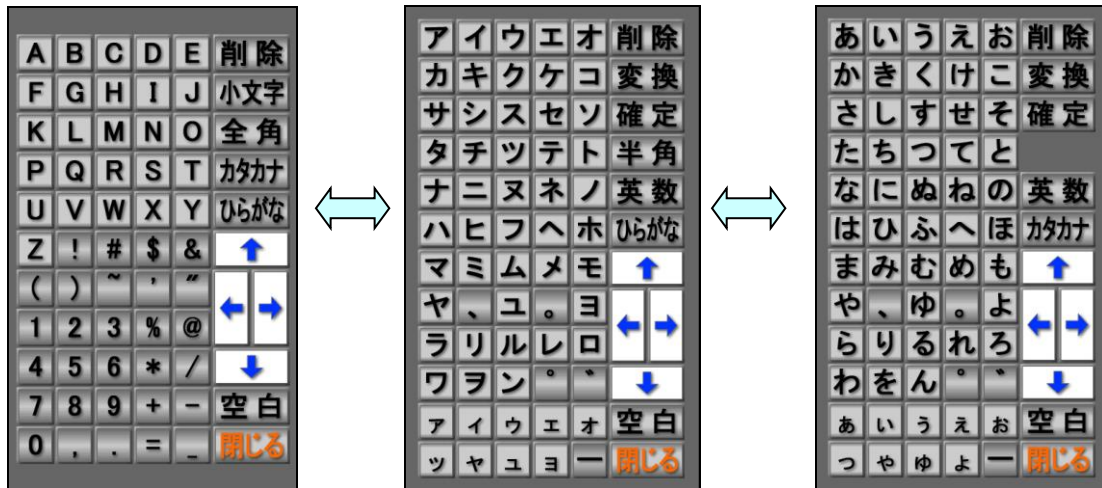 A B C D E 削除
F G H I J 小文字
K L M N O 全角
P Q R S T カタカナ
U V W X Y ひらがな
Z ! # $ &
( ) ~ ' "
1 2 3 % @
4 5 6 * /
7 8 9 + - 空白
0 , . = _ 閉じる
ア イ ウ エ オ 削除
カ キ ク ケ コ 変換
サ シ ス セ ソ 確定
タ チ ツ テ ト 半角
ナ ニ ヌ ネ ノ 英数
ハ ヒ フ ヘ ホ ひらがな
マ ミ ム メ モ
ヤ 、 ユ 。 ヨ
ラ リ ル レ ロ
ワ ヲ ン ゜ ゛
ァ ィ ゥ ェ ォ 空白
ッ ャ ュ ョ ー 閉じる
あ い う え お 削除
か き く け こ 変換
さ し す せ そ 確定
た ち つ て と
な に ぬ ね の 英数
は ひ ふ へ ほ カタカナ
ま み む め も
や 、 ゆ 。 よ
ら り る れ ろ
わ を ん ゜ ゛
ぁ ぃ ぅ ぇ ぉ 空白
っ ゃ ゅ ょ ー 閉じる